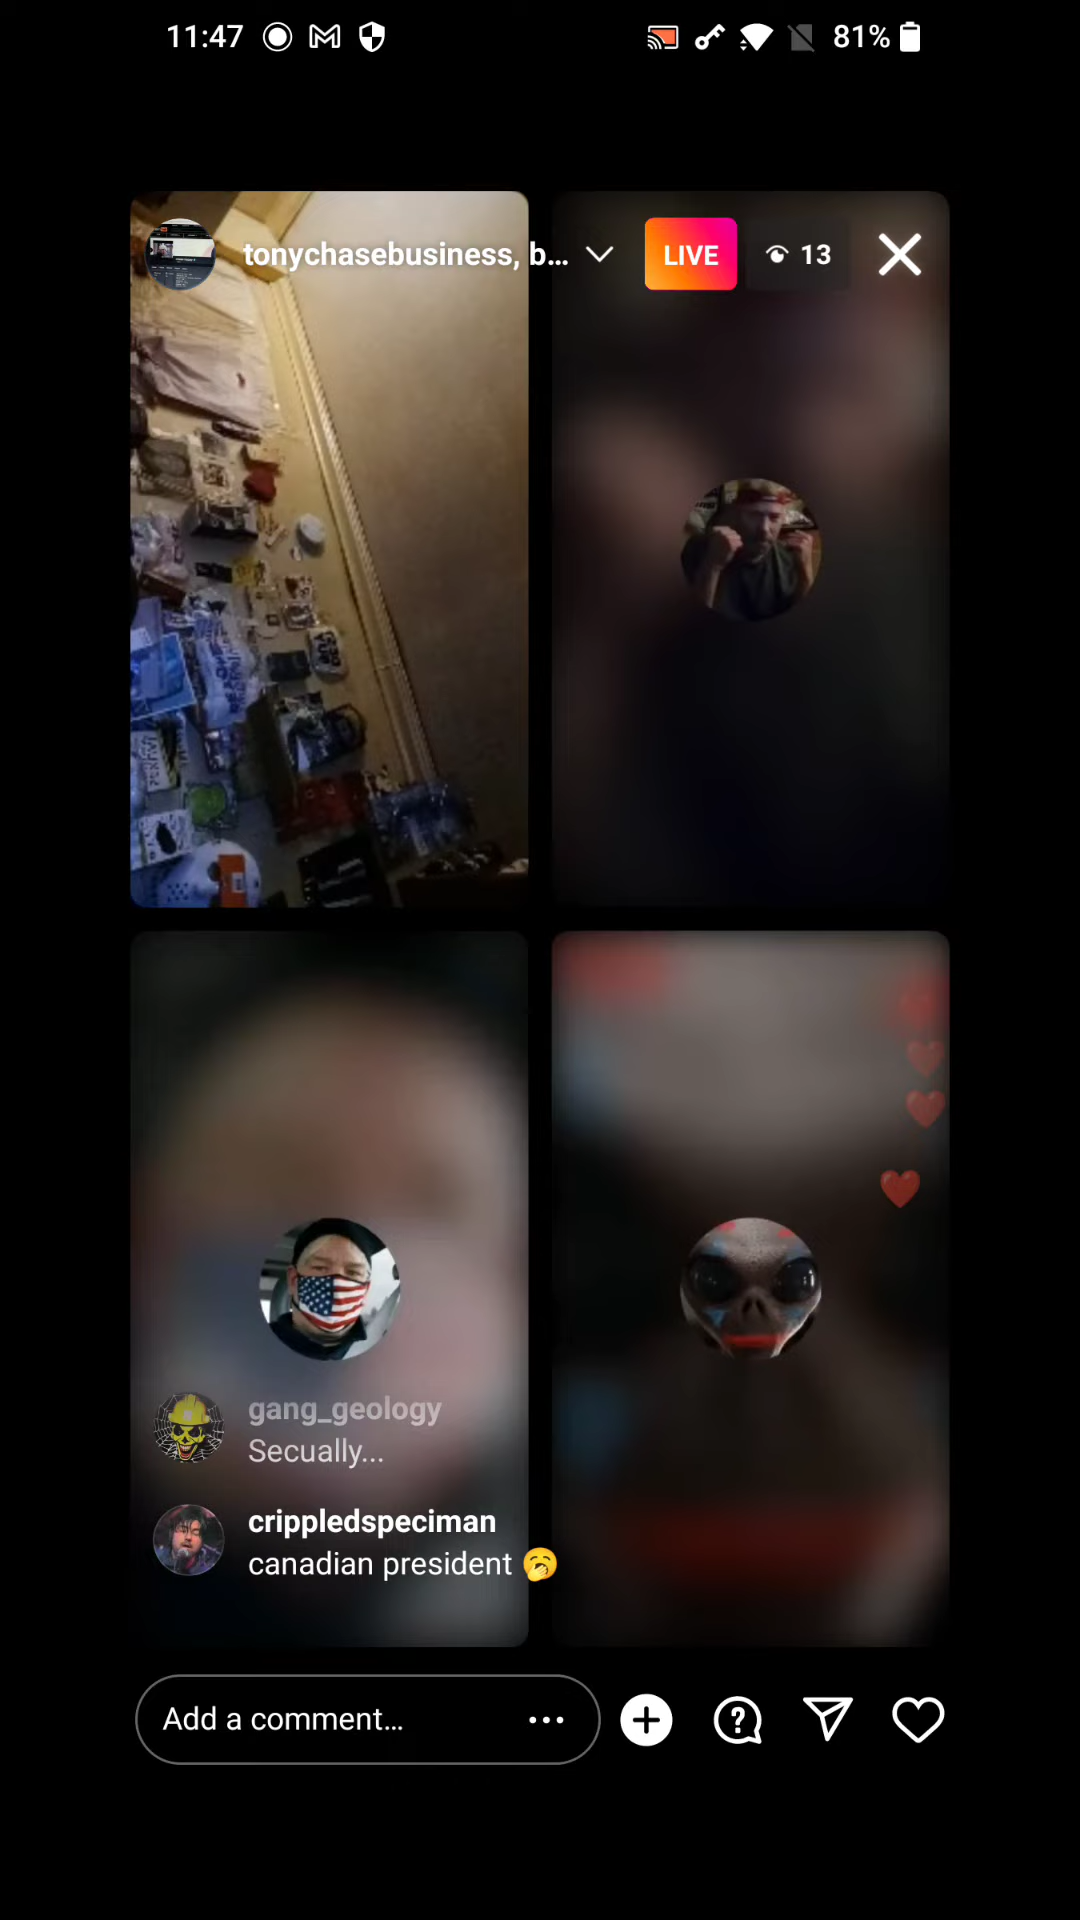 11:47
81%
tonychasebusiness, b...
LIVE
13
gang_geology
Secually...
crippledspeciman
canadian president 🥱
Add a comment...